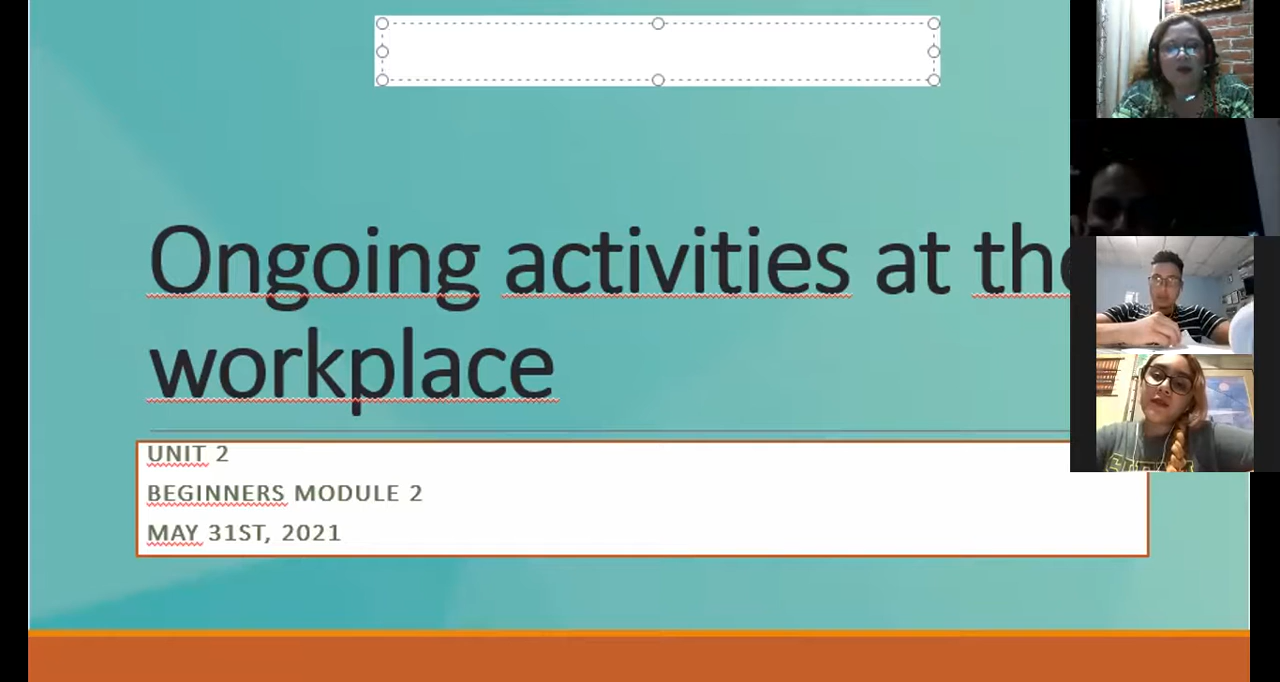 Ongoing activities at the
workplace
UNIT 2
BEGINNERS MODULE 2
MAY 31ST, 2021